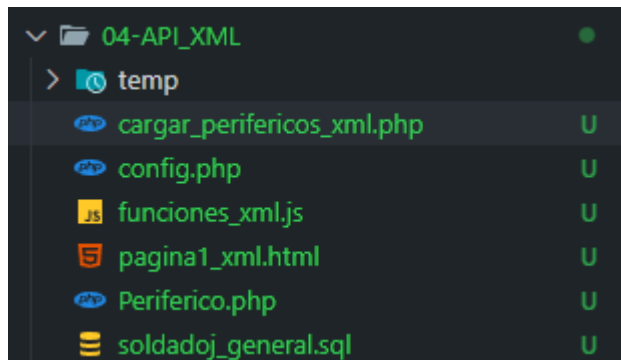 04-API_XML
temp
cargar_perifericos_xml.php U
config.php U
funciones_xml.js U
pagina1_xml.html U
Periferico.php U
soldadoj_general.sql U